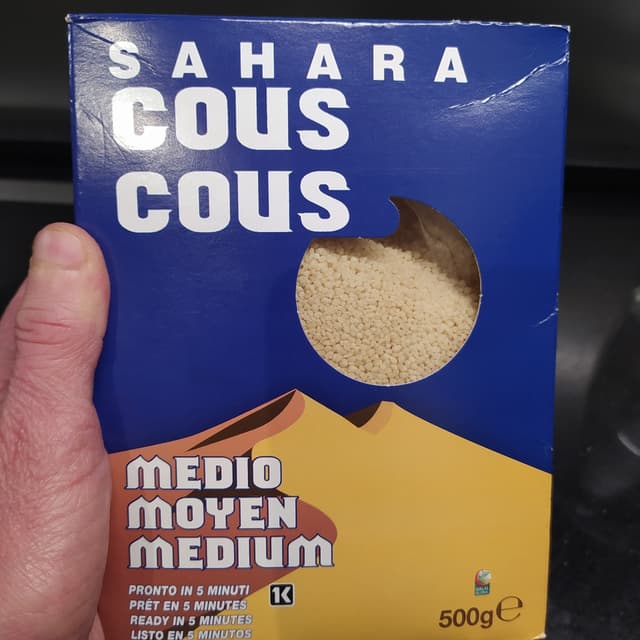 SAHARA
COUS
COUS
MEDIO
MOYEN
MEDIUM
PRONTO IN 5 MINUTI
PRÊT EN 5 MINUTES
READY IN 5 MINUTES
LISTO EN 5 MINUTOS
1K
500g℮